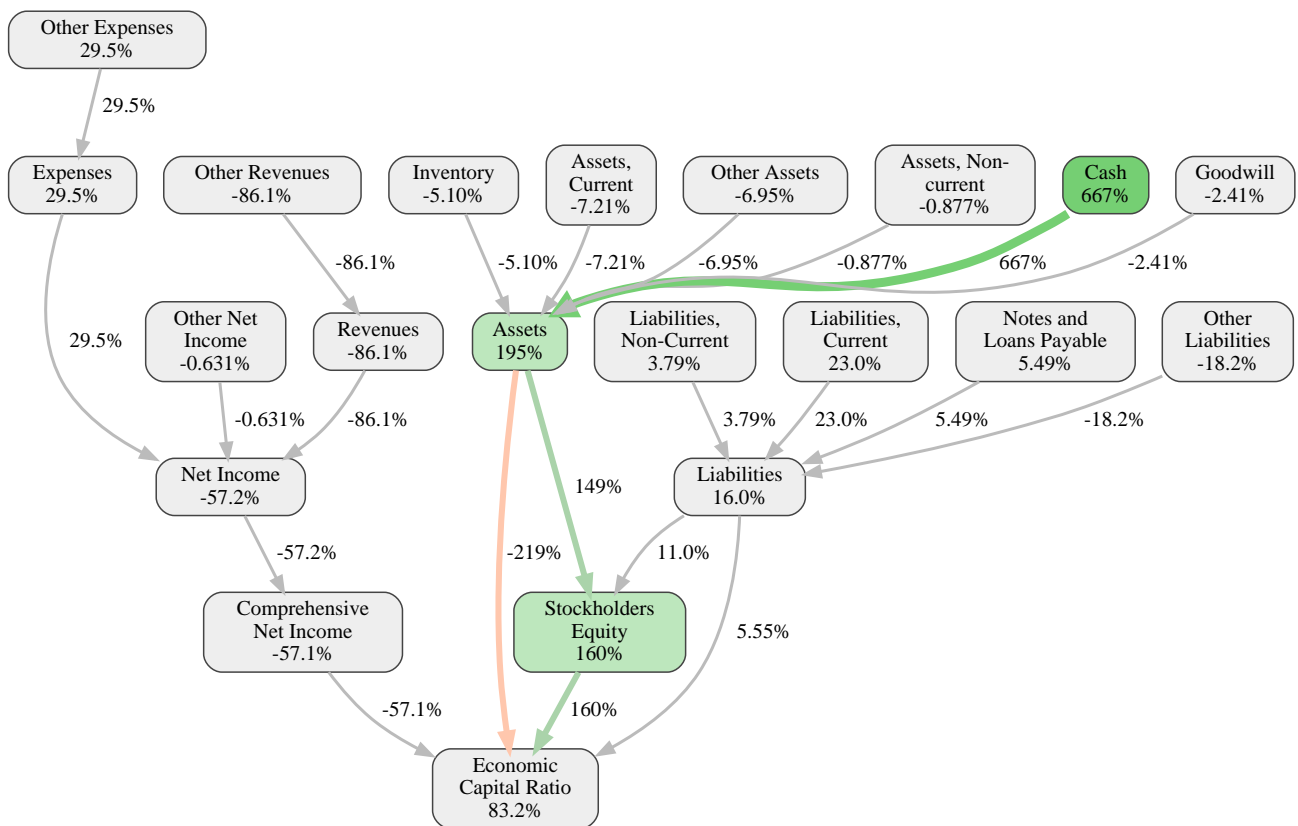 Other Expenses
29.5%
29.5%
Expenses
29.5%
Other Revenues
-86.1%
Inventory
-5.10%
Assets,
Current
-7.21%
Other Assets
-6.95%
Assets, Non-
current
-0.877%
Cash
667%
Goodwill
-2.41%
-86.1%
-5.10%
-7.21%
-6.95%
-0.877%
667%
-2.41%
29.5%
Other Net
Income
-0.631%
Revenues
-86.1%
Assets
195%
Liabilities,
Non-Current
3.79%
Liabilities,
Current
23.0%
Notes and
Loans Payable
5.49%
Other
Liabilities
-18.2%
-0.631%
-86.1%
3.79%
23.0%
5.49%
-18.2%
Net Income
-57.2%
149%
Liabilities
16.0%
-57.2%
-219%
11.0%
Comprehensive
Net Income
-57.1%
Stockholders
Equity
160%
5.55%
-57.1%
160%
Economic
Capital Ratio
83.2%